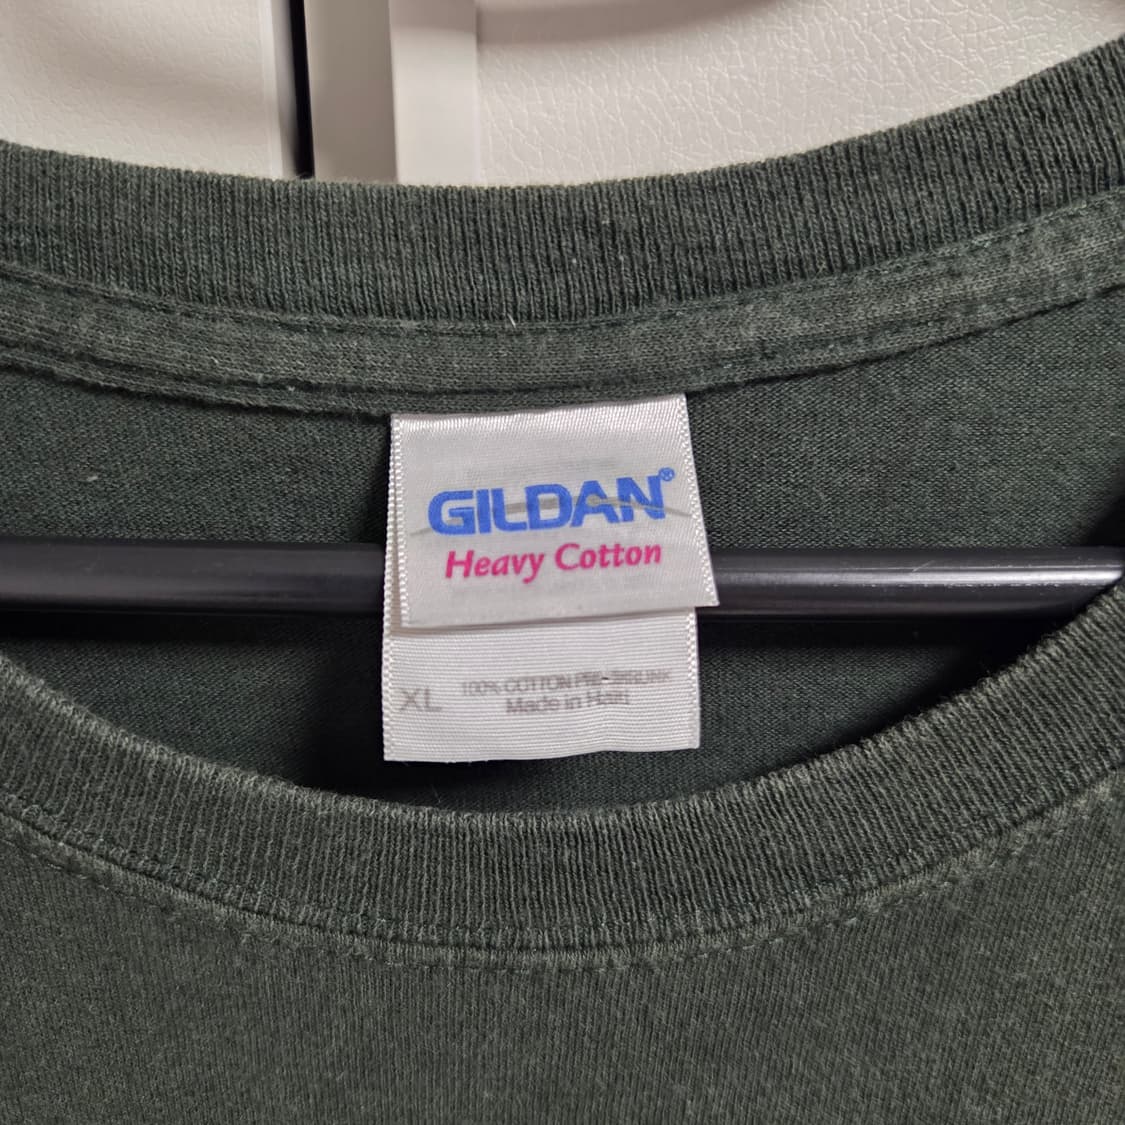 GILDAN®
Heavy Cotton
XL 100% COTTON PRE-SHRUNK
Made in Haiti